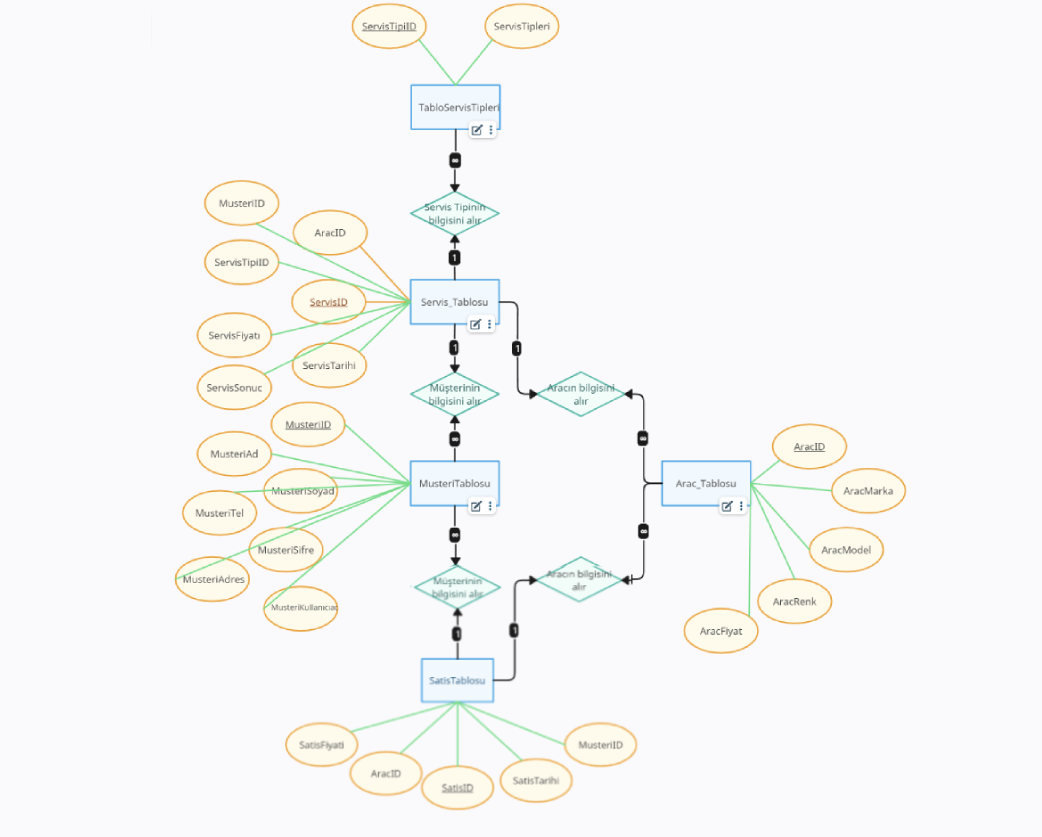 ServisTipiID
ServisTipleri
TabloServisTipleri
∞
Servis Tipinin
bilgisini alır
1
MusteriID
AracID
ServisTipiID
ServisID
ServisFiyatı
ServisTarihi
ServisSonuc
Servis_Tablosu
1
1
Müşterinin
bilgisini alır
Aracın bilgisini
alır
∞
∞
MusteriID
MusteriAd
MusteriSoyad
MusteriTel
MusteriSifre
MusteriAdres
MusteriKullanıcıad
MusteriTablosu
Arac_Tablosu
AracID
AracMarka
AracModel
AracRenk
AracFiyat
∞
∞
Müşterinin
bilgisini alır
Aracın bilgisini
alır
1
1
SatisTablosu
SatisFiyati
AracID
SatisID
SatisTarihi
MusteriID